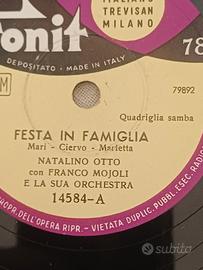 ITALIANO
TREVISAN
MILANO
onit
78
DEPOSITATO - MADE IN ITALY
79892
Quadriglia samba
FESTA IN FAMIGLIA
Mari - Ciervo - Marletta
NATALINO OTTO
con FRANCO MOJOLI
E LA SUA ORCHESTRA
14584-A
RIPROD. DELL'OPERA RIPR. - VIETATA DUPLIC. PUBBL. ESEC. RADIO
subito